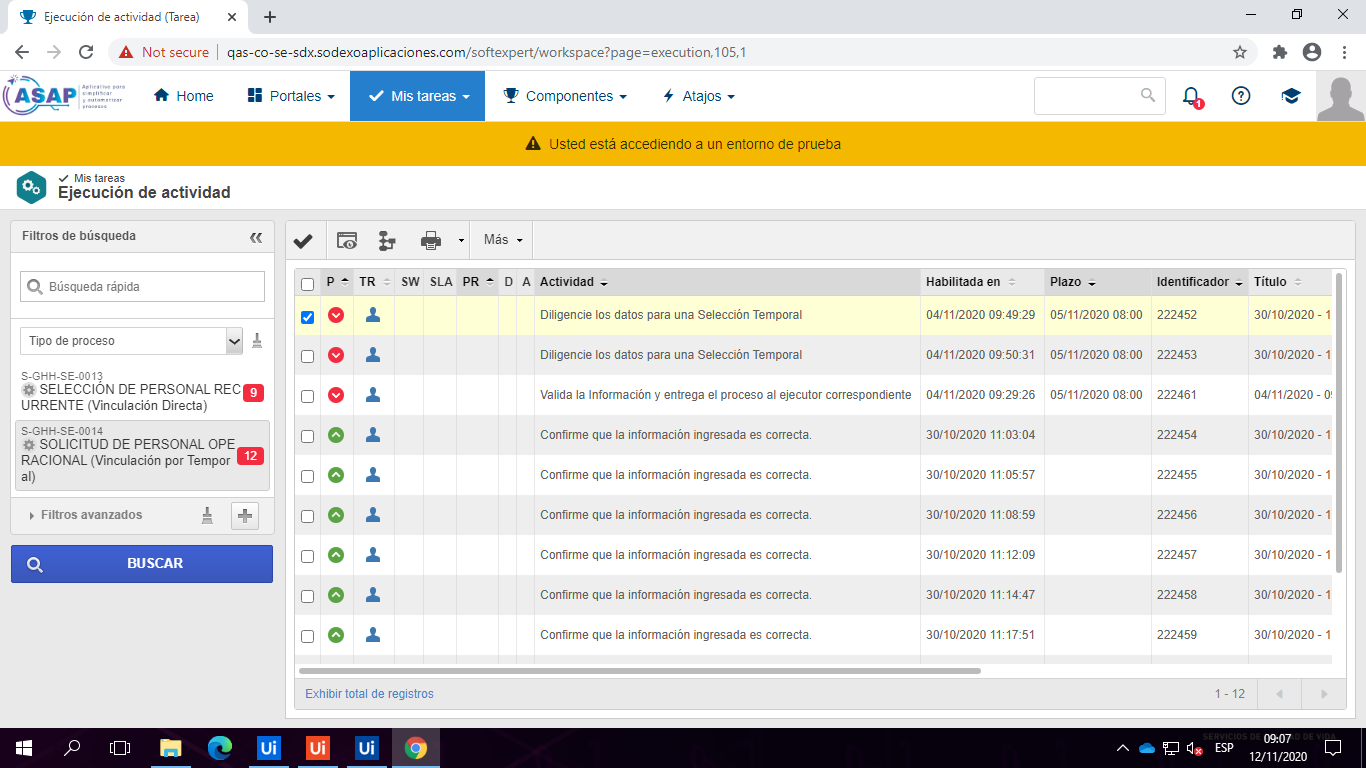 Ejecución de actividad (Tarea)
Not secure
qas-co-se-sdx.sodexoaplicaciones.com/softexpert/workspace?page=execution,105,1
ASAP
Aplicativo para simplificar y automatizar procesos
Home
Portales
Mis tareas
Componentes
Atajos
1
Usted está accediendo a un entorno de prueba
Mis tareas
Ejecución de actividad
Filtros de búsqueda
Búsqueda rápida
Tipo de proceso
S-GHH-SE-0013
SELECCIÓN DE PERSONAL REC
URRENTE (Vinculación Directa)
9
S-GHH-SE-0014
SOLICITUD DE PERSONAL OPE
RACIONAL (Vinculación por Tempor
al)
12
Filtros avanzados
BUSCAR
Más
P TR SW SLA PR D A Actividad Habilitada en Plazo Identificador Título
Diligencie los datos para una Selección Temporal 04/11/2020 09:49:29 05/11/2020 08:00 222452 30/10/2020 - 1
Diligencie los datos para una Selección Temporal 04/11/2020 09:50:31 05/11/2020 08:00 222453 30/10/2020 - 1
Valida la Información y entrega el proceso al ejecutor correspondiente 04/11/2020 09:29:26 05/11/2020 08:00 222461 04/11/2020 - 09
Confirme que la información ingresada es correcta. 30/10/2020 11:03:04 222454 30/10/2020 - 1
Confirme que la información ingresada es correcta. 30/10/2020 11:05:57 222455 30/10/2020 - 1
Confirme que la información ingresada es correcta. 30/10/2020 11:08:59 222456 30/10/2020 - 1
Confirme que la información ingresada es correcta. 30/10/2020 11:12:09 222457 30/10/2020 - 1
Confirme que la información ingresada es correcta. 30/10/2020 11:14:47 222458 30/10/2020 - 1
Confirme que la información ingresada es correcta. 30/10/2020 11:17:51 222459 30/10/2020 - 1
Exhibir total de registros
1 - 12
Ui
Ui
Ui
ESP
09:07
12/11/2020